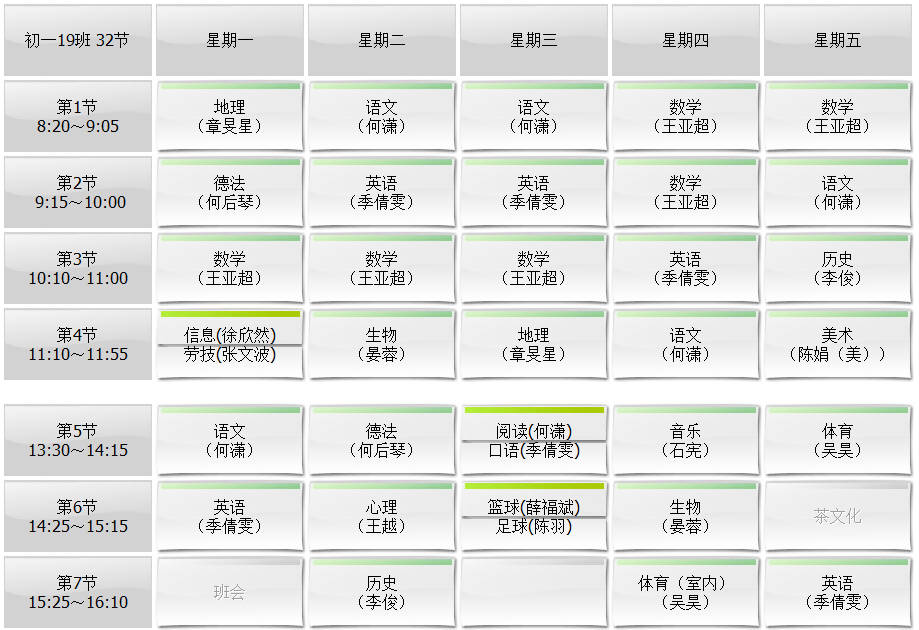 初一19班 32节 星期一 星期二 星期三 星期四 星期五
第1节 地理 语文 语文 数学 数学
8:20～9:05 （章旻星） （何潇） （何潇） （王亚超） （王亚超）
第2节 德法 英语 英语 数学 语文
9:15～10:00 （何后琴） （季倩雯） （季倩雯） （王亚超） （何潇）
第3节 数学 数学 数学 英语 历史
10:10～11:00 （王亚超） （王亚超） （王亚超） （季倩雯） （李俊）
第4节 信息(徐欣然) 生物 地理 语文 美术
11:10～11:55 劳技(张文波) （晏蓉） （章旻星） （何潇） （陈娟（美））
第5节 语文 德法 阅读(何潇) 音乐 体育
13:30～14:15 （何潇） （何后琴） 口语(季倩雯) （石宪） （吴昊）
第6节 英语 心理 篮球(薛福斌) 生物 茶文化
14:25～15:15 （季倩雯） （王越） 足球(陈羽) （晏蓉）
第7节 班会 历史 体育（室内） 英语
15:25～16:10 （李俊） （吴昊） （季倩雯）